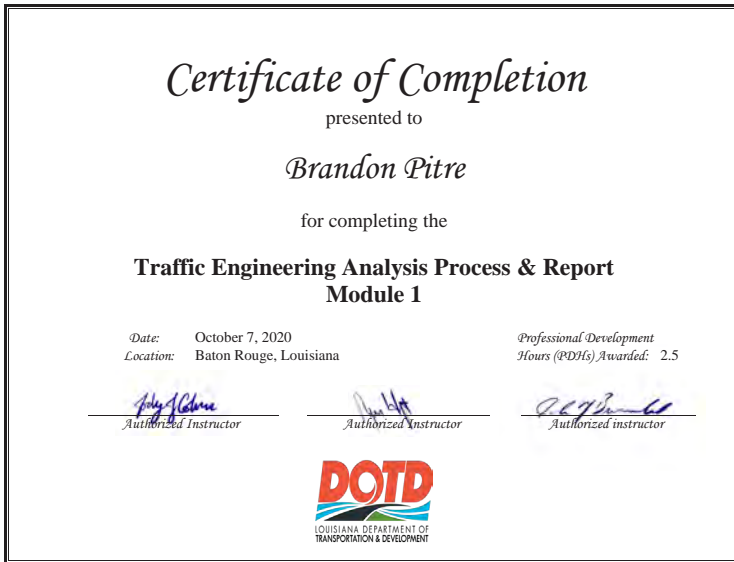 Certificate of Completion
presented to
Brandon Pitre
for completing the
Traffic Engineering Analysis Process & Report
Module 1
Date: October 7, 2020
Location: Baton Rouge, Louisiana
Professional Development
Hours (PDHs) Awarded: 2.5
Authorized Instructor
Authorized Instructor
Authorized instructor
DOTD
LOUISIANA DEPARTMENT OF
TRANSPORTATION & DEVELOPMENT